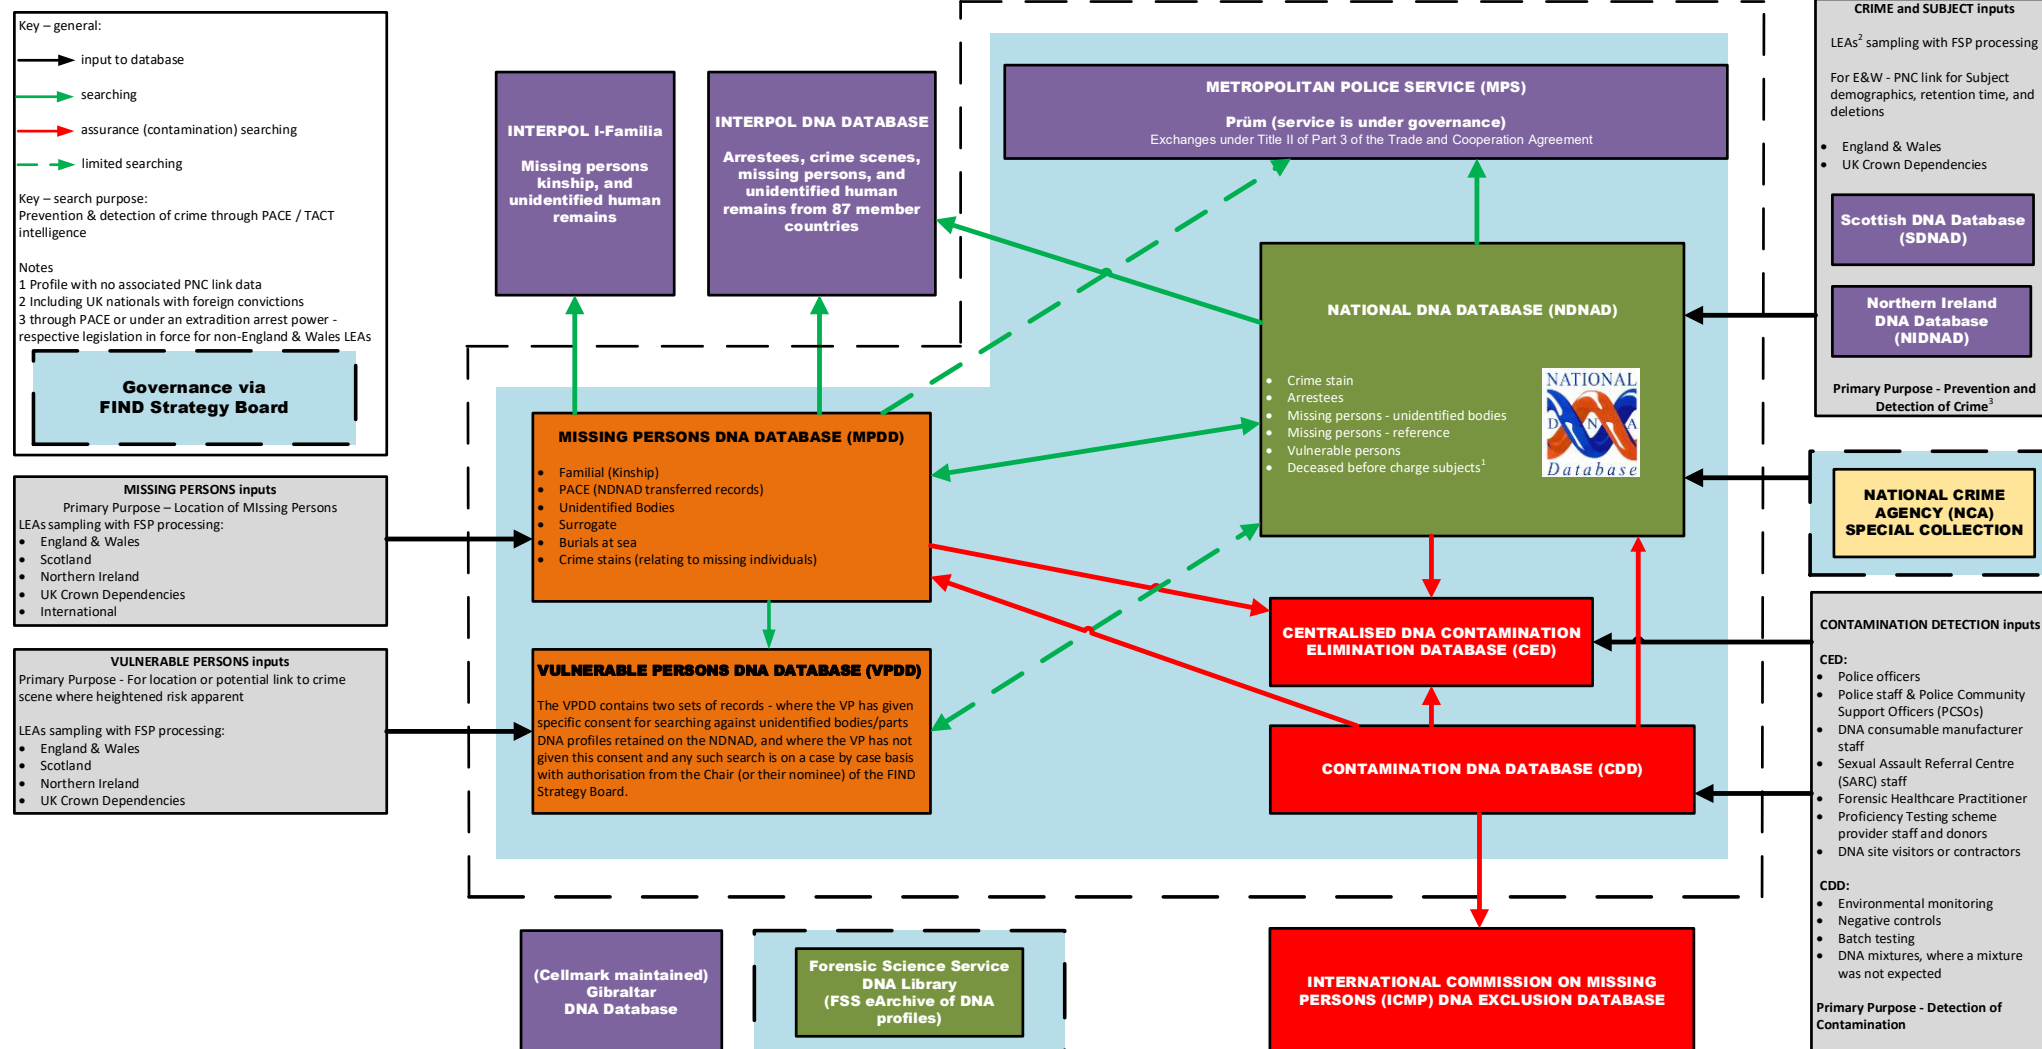 Key – general:
input to database
searching
assurance (contamination) searching
limited searching
Key – search purpose:
Prevention & detection of crime through PACE / TACT
intelligence
Notes
1 Profile with no associated PNC link data
2 Including UK nationals with foreign convictions
3 through PACE or under an extradition arrest power -
respective legislation in force for non-England & Wales LEAs
Governance via
FIND Strategy Board
MISSING PERSONS inputs
Primary Purpose – Location of MIssing Persons
LEAs sampling with FSP processing:
• England & Wales
• Scotland
• Northern Ireland
• UK Crown Dependencies
• International
VULNERABLE PERSONS inputs
Primary Purpose - For location or potential link to crime
scene where heightened risk apparent
LEAs sampling with FSP processing:
• England & Wales
• Scotland
• Northern Ireland
• UK Crown Dependencies
INTERPOL I-Familia
Missing persons
kinship, and
unidentified human
remains
INTERPOL DNA DATABASE
Arrestees, crime scenes,
missing persons, and
unidentified human
remains from 87 member
countries
METROPOLITAN POLICE SERVICE (MPS)
Prüm (service is under governance)
Exchanges under Title II of Part 3 of the Trade and Cooperation Agreement
NATIONAL DNA DATABASE (NDNAD)
• Crime stain
• Arrestees
• Missing persons - unidentified bodies
• Missing persons - reference
• Vulnerable persons
• Deceased before charge subjects1
NATIONAL
D N A
Database
MISSING PERSONS DNA DATABASE (MPDD)
• Familial (Kinship)
• PACE (NDNAD transferred records)
• Unidentified Bodies
• Surrogate
• Burials at sea
• Crime stains (relating to missing individuals)
VULNERABLE PERSONS DNA DATABASE (VPDD)
The VPDD contains two sets of records - where the VP has given
specific consent for searching against unidentified bodies/parts
DNA profiles retained on the NDNAD, and where the VP has not
given this consent and any such search is on a case by case basis
with authorisation from the Chair (or their nominee) of the FIND
Strategy Board.
CENTRALISED DNA CONTAMINATION
ELIMINATION DATABASE (CED)
CONTAMINATION DNA DATABASE (CDD)
(Cellmark maintained)
Gibraltar
DNA Database
Forensic Science Service
DNA Library
(FSS eArchive of DNA
profiles)
INTERNATIONAL COMMISSION ON MISSING
PERSONS (ICMP) DNA EXCLUSION DATABASE
CRIME and SUBJECT inputs
LEAs2 sampling with FSP processing
For E&W - PNC link for Subject
demographics, retention time, and
deletions
• England & Wales
• UK Crown Dependencies
Scottish DNA Database
(SDNAD)
Northern Ireland
DNA Database
(NIDNAD)
Primary Purpose - Prevention and
Detection of Crime3
NATIONAL CRIME
AGENCY (NCA)
SPECIAL COLLECTION
CONTAMINATION DETECTION inputs
CED:
• Police officers
• Police staff & Police Community
Support Officers (PCSOs)
• DNA consumable manufacturer
staff
• Sexual Assault Referral Centre
(SARC) staff
• Forensic Healthcare Practitioner
• Proficiency Testing scheme
provider staff and donors
• DNA site visitors or contractors
CDD:
• Environmental monitoring
• Negative controls
• Batch testing
• DNA mixtures, where a mixture
was not expected
Primary Purpose - Detection of
Contamination